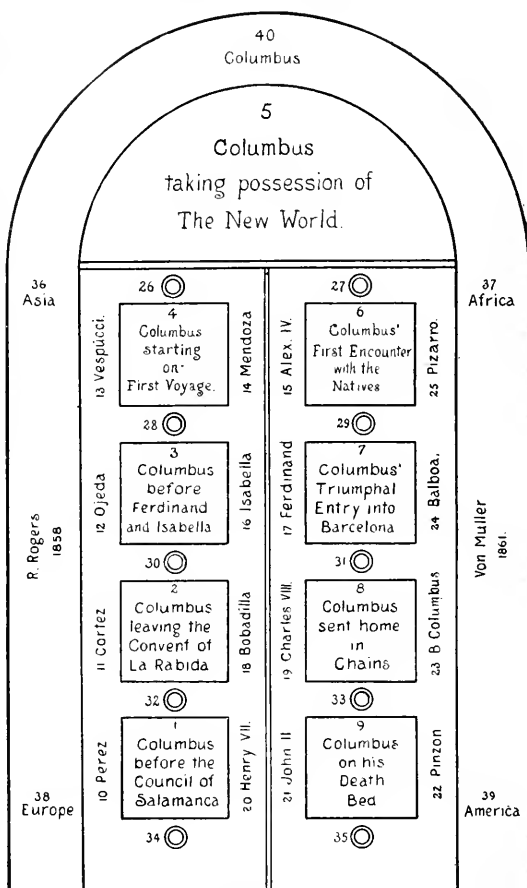 40
Columbus
5
Columbus
taking possession of
The New World.
36
Asia
37
Africa
26
27
13 Vespucci.
4
Columbus
starting
on-
First Voyage.
14 Mendoza
15 Alex. IV.
6
Columbus'
First Encounter
with the
Natives
25 Pizarro.
28
29
12 Ojeda
3
Columbus
before
Ferdinand
and Isabella
16 Isabella
17 Ferdinand
7
Columbus'
Triumphal
Entry into
Barcelona
24 Balboa.
R. Rogers
1858
Von Muller
1861.
30
31
11 Cortez
2
Columbus
leaving the
Convent of
La Rabida
18 Bobadilla
19 Charles VIII.
8
Columbus
sent home
in
Chains
23 B Columbus
32
33
10 Perez
1
Columbus
before the
Council of
Salamanca
20 Henry VII.
21 John II
9
Columbus
on his
Death
Bed
22 Pinzon
38
Europe
39
America
34
35